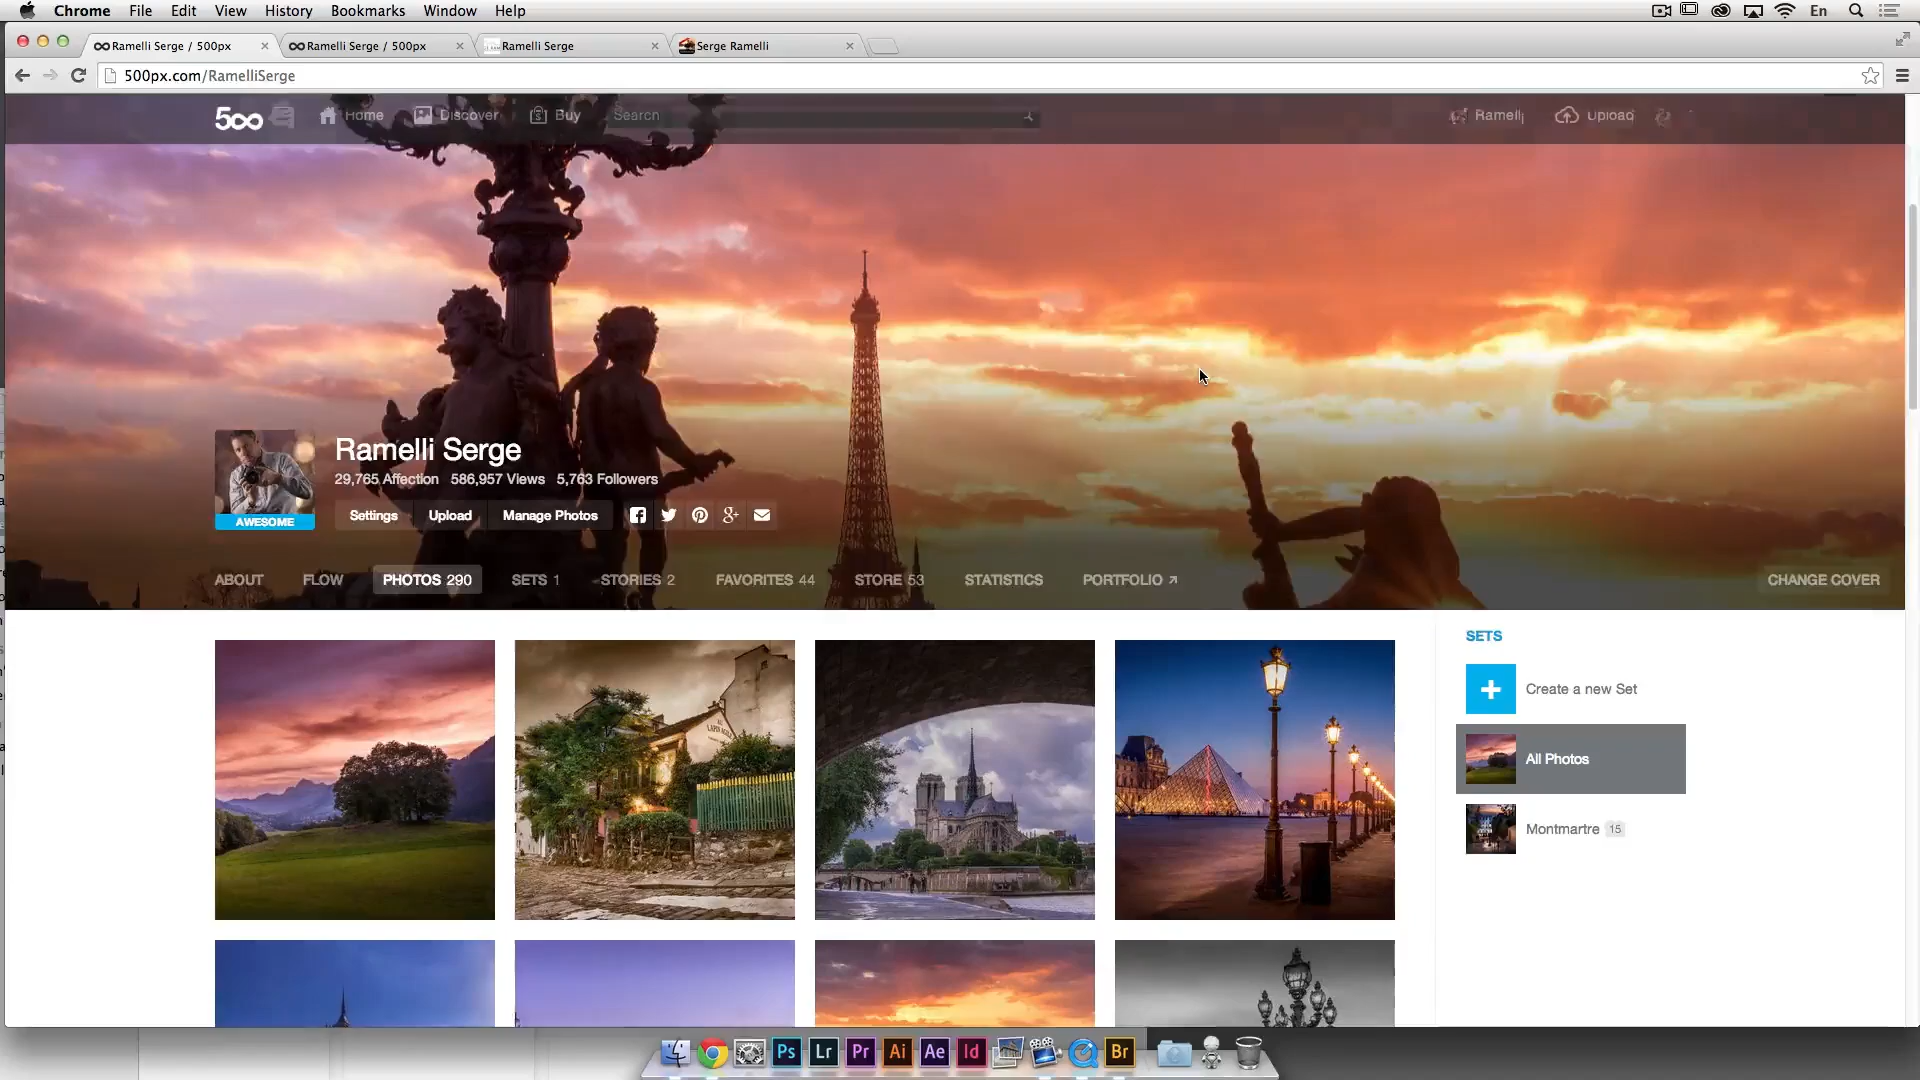 Chrome File Edit View History Bookmarks Window Help En
Ramelli Serge / 500px Ramelli Serge / 500px Ramelli Serge Serge Ramelli
500px.com/RamelliSerge
Home Discover Buy Search Ramelli Upload
Ramelli Serge
29,765 Affection 586,957 Views 5,763 Followers
AWESOME
Settings Upload Manage Photos
ABOUT FLOW PHOTOS 290 SETS 1 STORIES 2 FAVORITES 44 STORE 53 STATISTICS PORTFOLIO CHANGE COVER
SETS
Create a new Set
All Photos
Montmartre 15
LAPIN AGILE
Ps Lr Pr Ai Ae Id Br